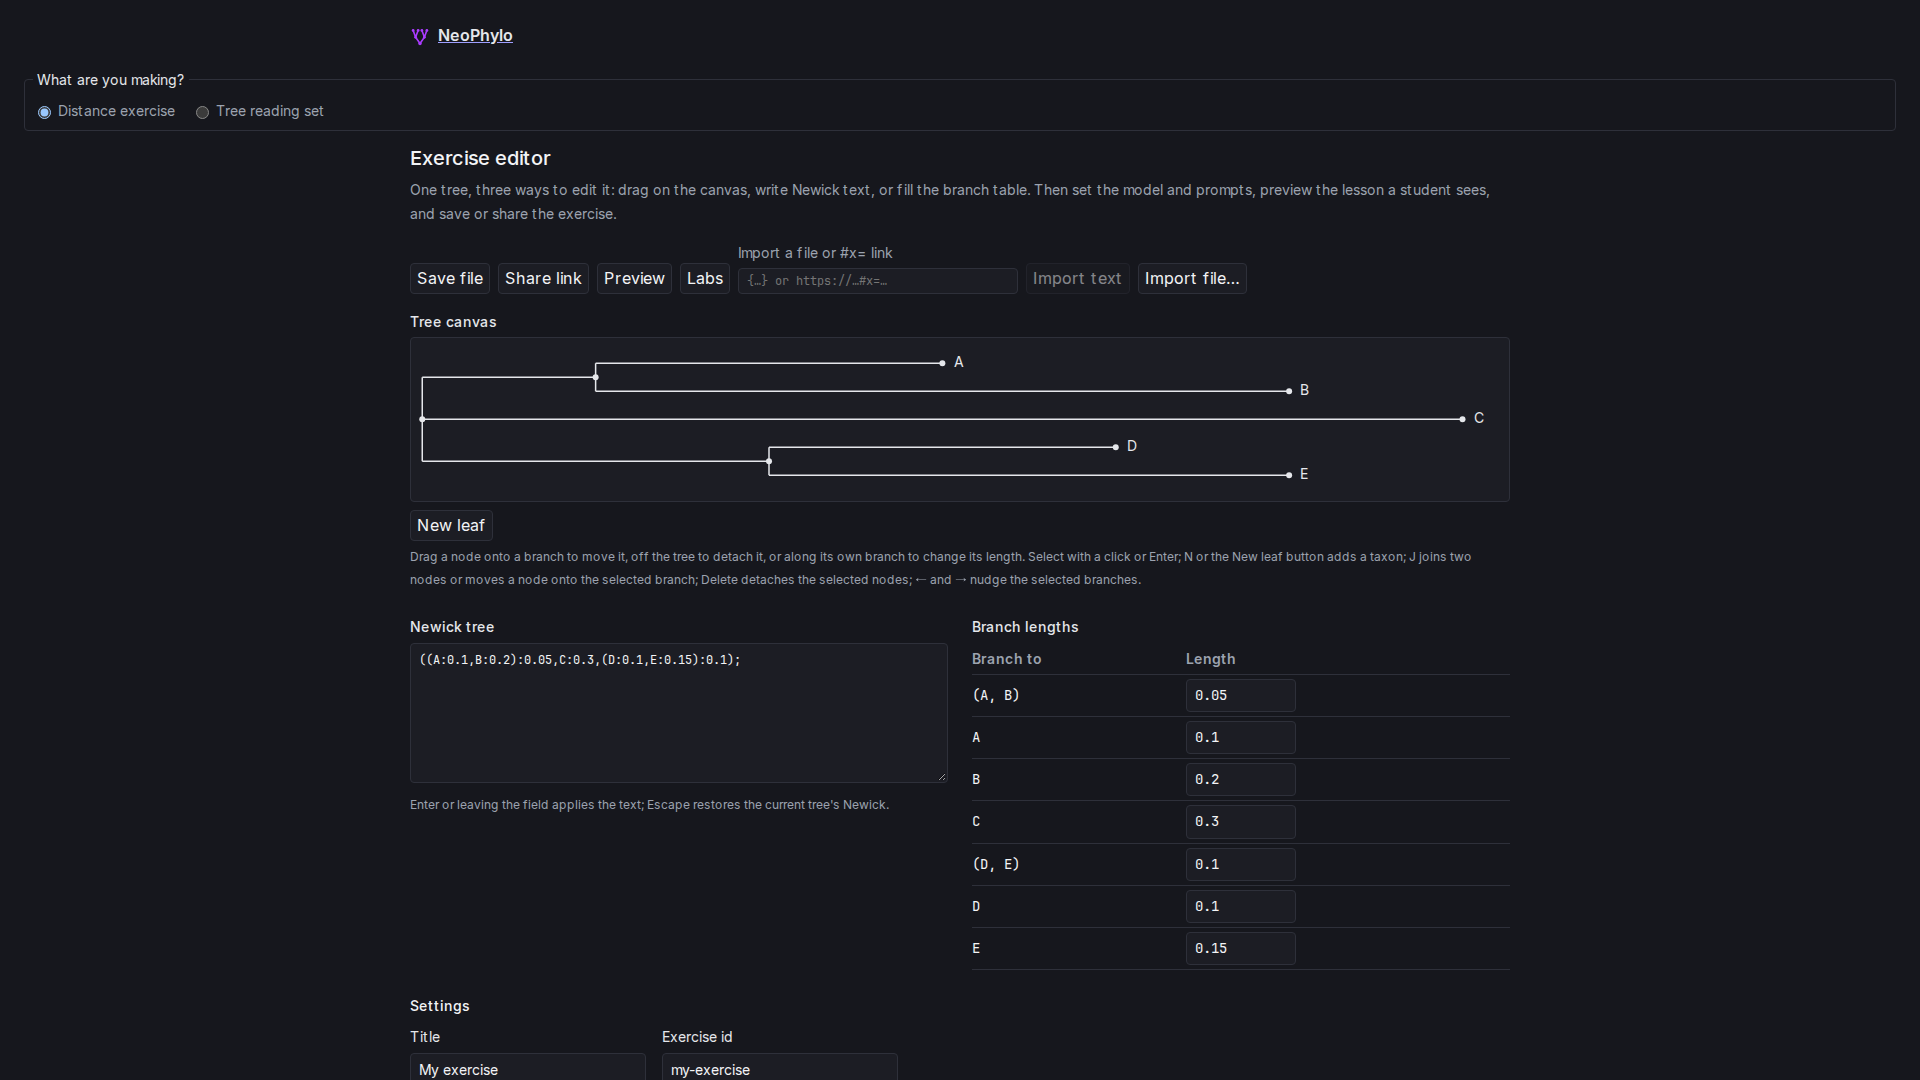 NeoPhylo
What are you making?
Distance exercise Tree reading set
Exercise editor
One tree, three ways to edit it: drag on the canvas, write Newick text, or fill the branch table. Then set the model and prompts, preview the lesson a student sees,
and save or share the exercise.
Import a file or #x= link
Save file Share link Preview Labs {…} or https://…#x=… Import text Import file…
Tree canvas
A
B
C
D
E
New leaf
Drag a node onto a branch to move it, off the tree to detach it, or along its own branch to change its length. Select with a click or Enter; N or the New leaf button adds a taxon; J joins two
nodes or moves a node onto the selected branch; Delete detaches the selected nodes; ← and → nudge the selected branches.
Newick tree
((A:0.1,B:0.2):0.05,C:0.3,(D:0.1,E:0.15):0.1);
Enter or leaving the field applies the text; Escape restores the current tree's Newick.
Branch lengths
Branch to Length
(A, B) 0.05
A 0.1
B 0.2
C 0.3
(D, E) 0.1
D 0.1
E 0.15
Settings
Title Exercise id
My exercise my-exercise